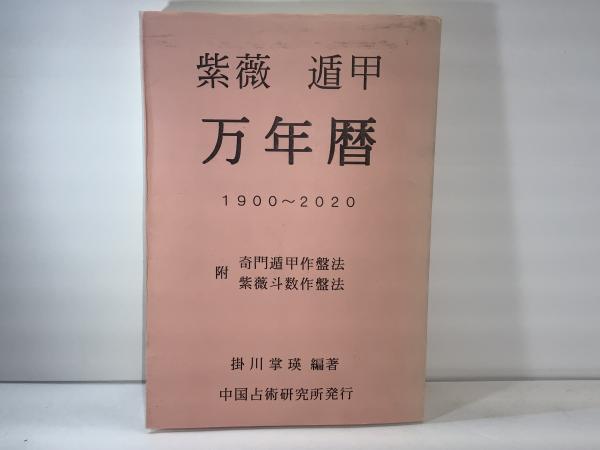 紫薇　遁甲
万年暦
1900～2020
附
奇門遁甲作盤法
紫薇斗数作盤法
掛川掌瑛 編著
中国占術研究所発行